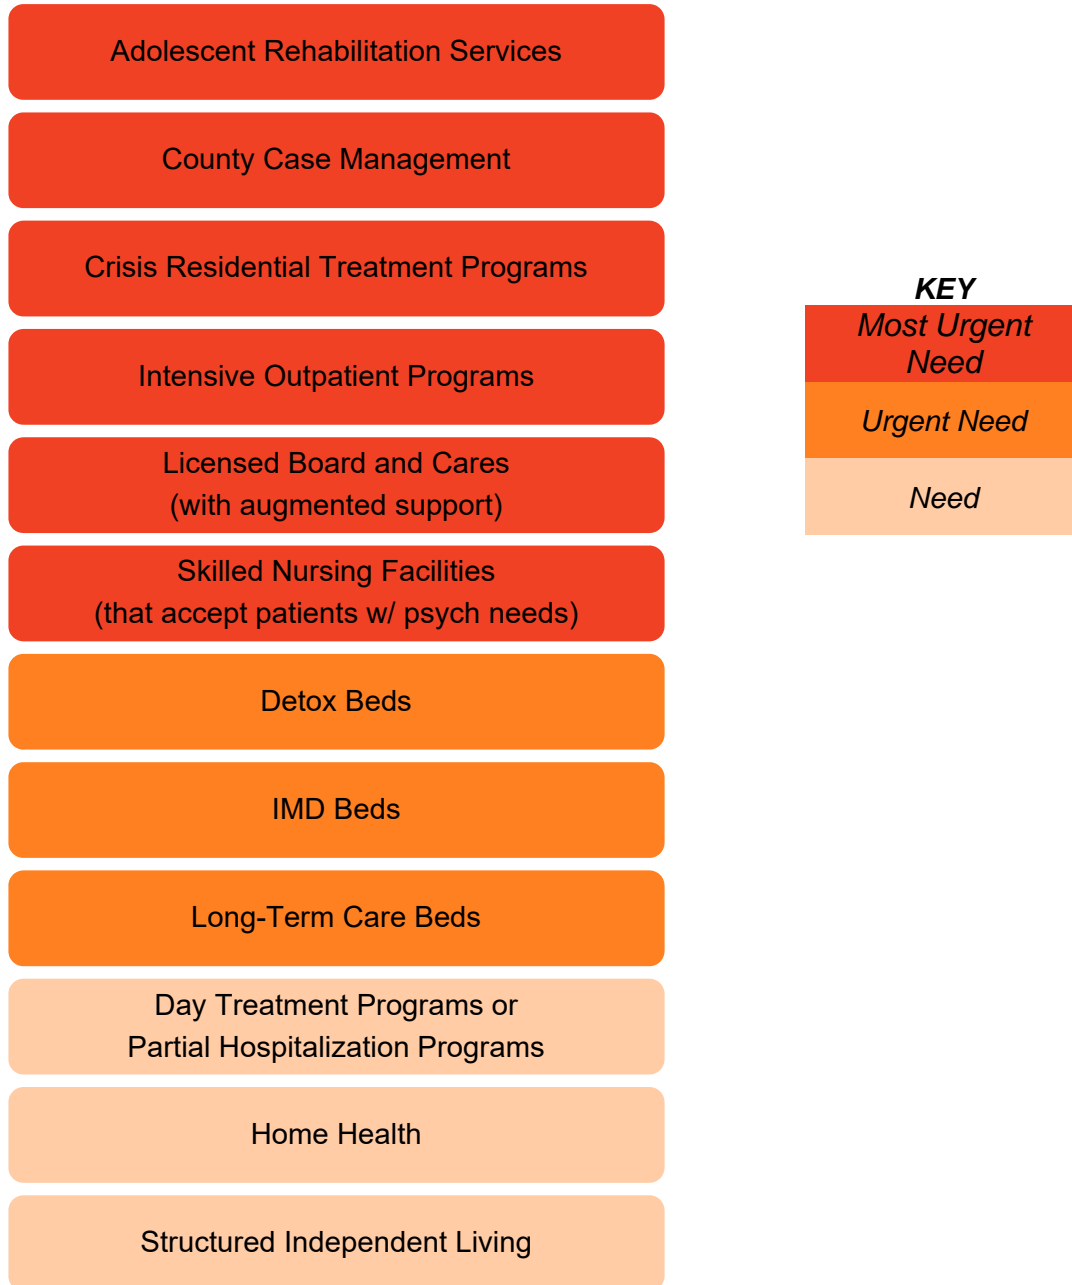 Adolescent Rehabilitation Services
County Case Management
Crisis Residential Treatment Programs
Intensive Outpatient Programs
Licensed Board and Cares
(with augmented support)
Skilled Nursing Facilities
(that accept patients w/ psych needs)
Detox Beds
IMD Beds
Long-Term Care Beds
Day Treatment Programs or
Partial Hospitalization Programs
Home Health
Structured Independent Living
KEY
Most Urgent
Need
Urgent Need
Need